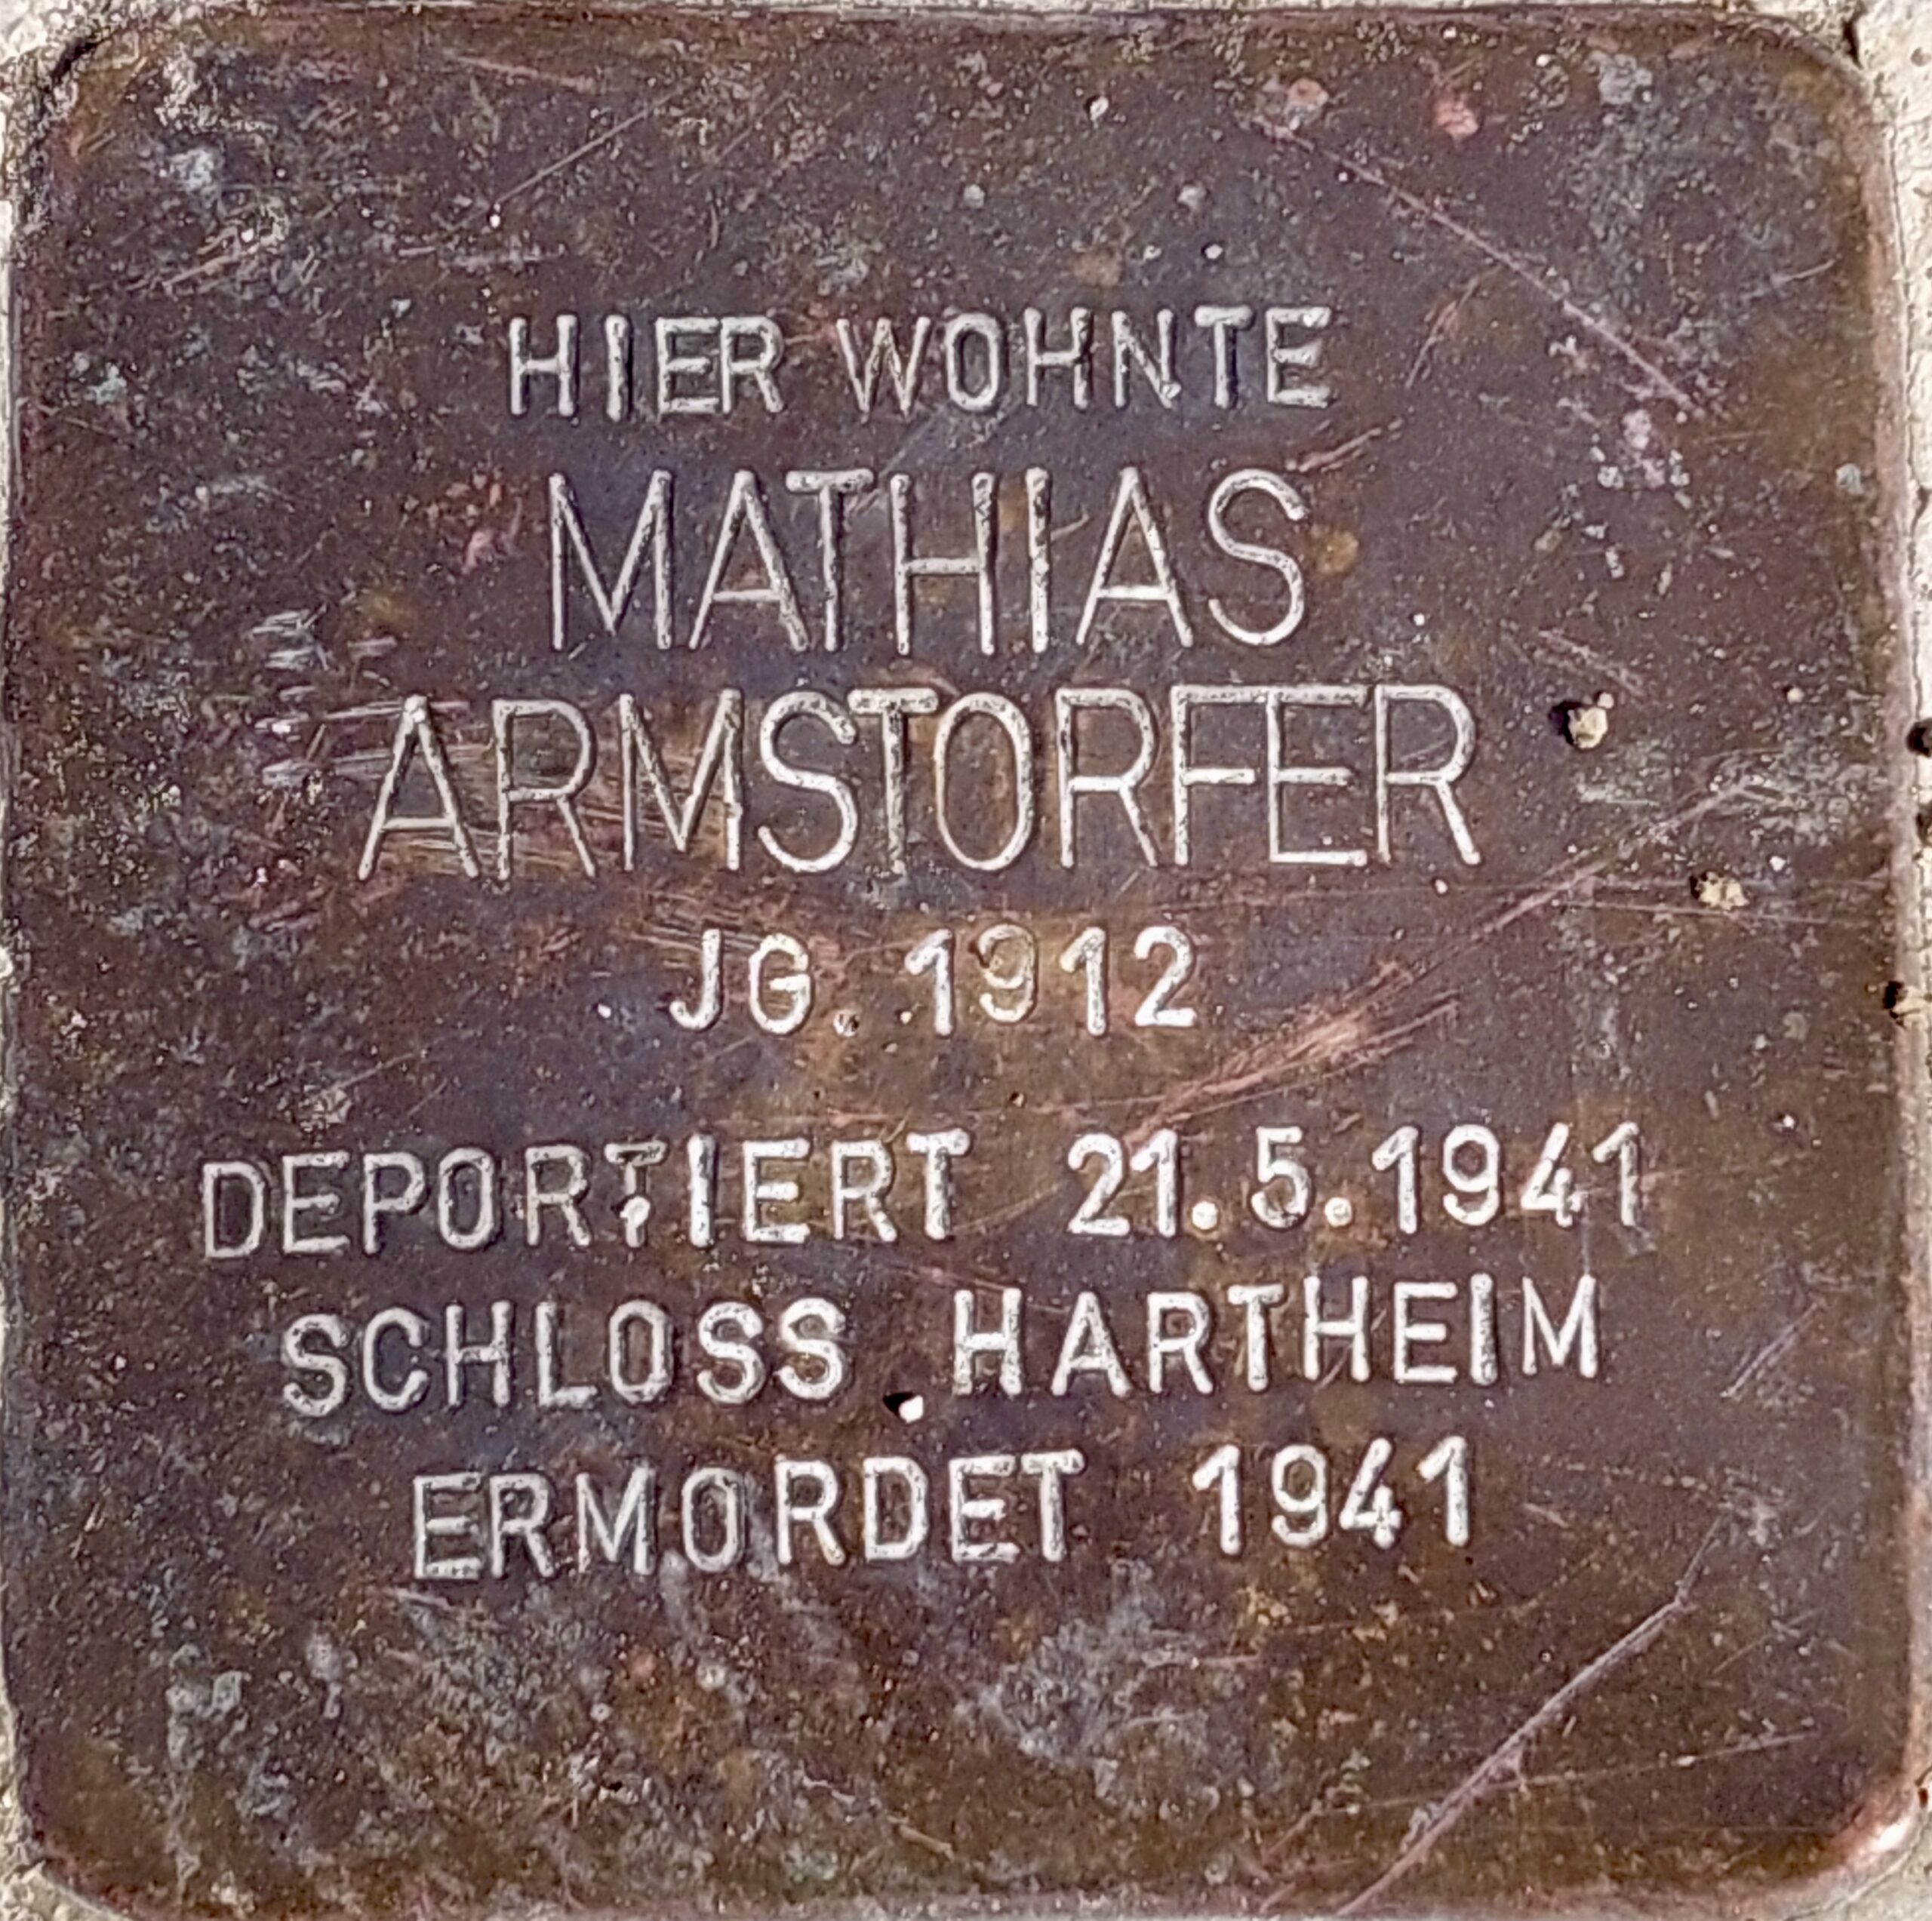 HIER WOHNTE
MATHIAS
ARMSTORFER
JG. 1912
DEPORTIERT 21.5.1941
SCHLOSS HARTHEIM
ERMORDET 1941